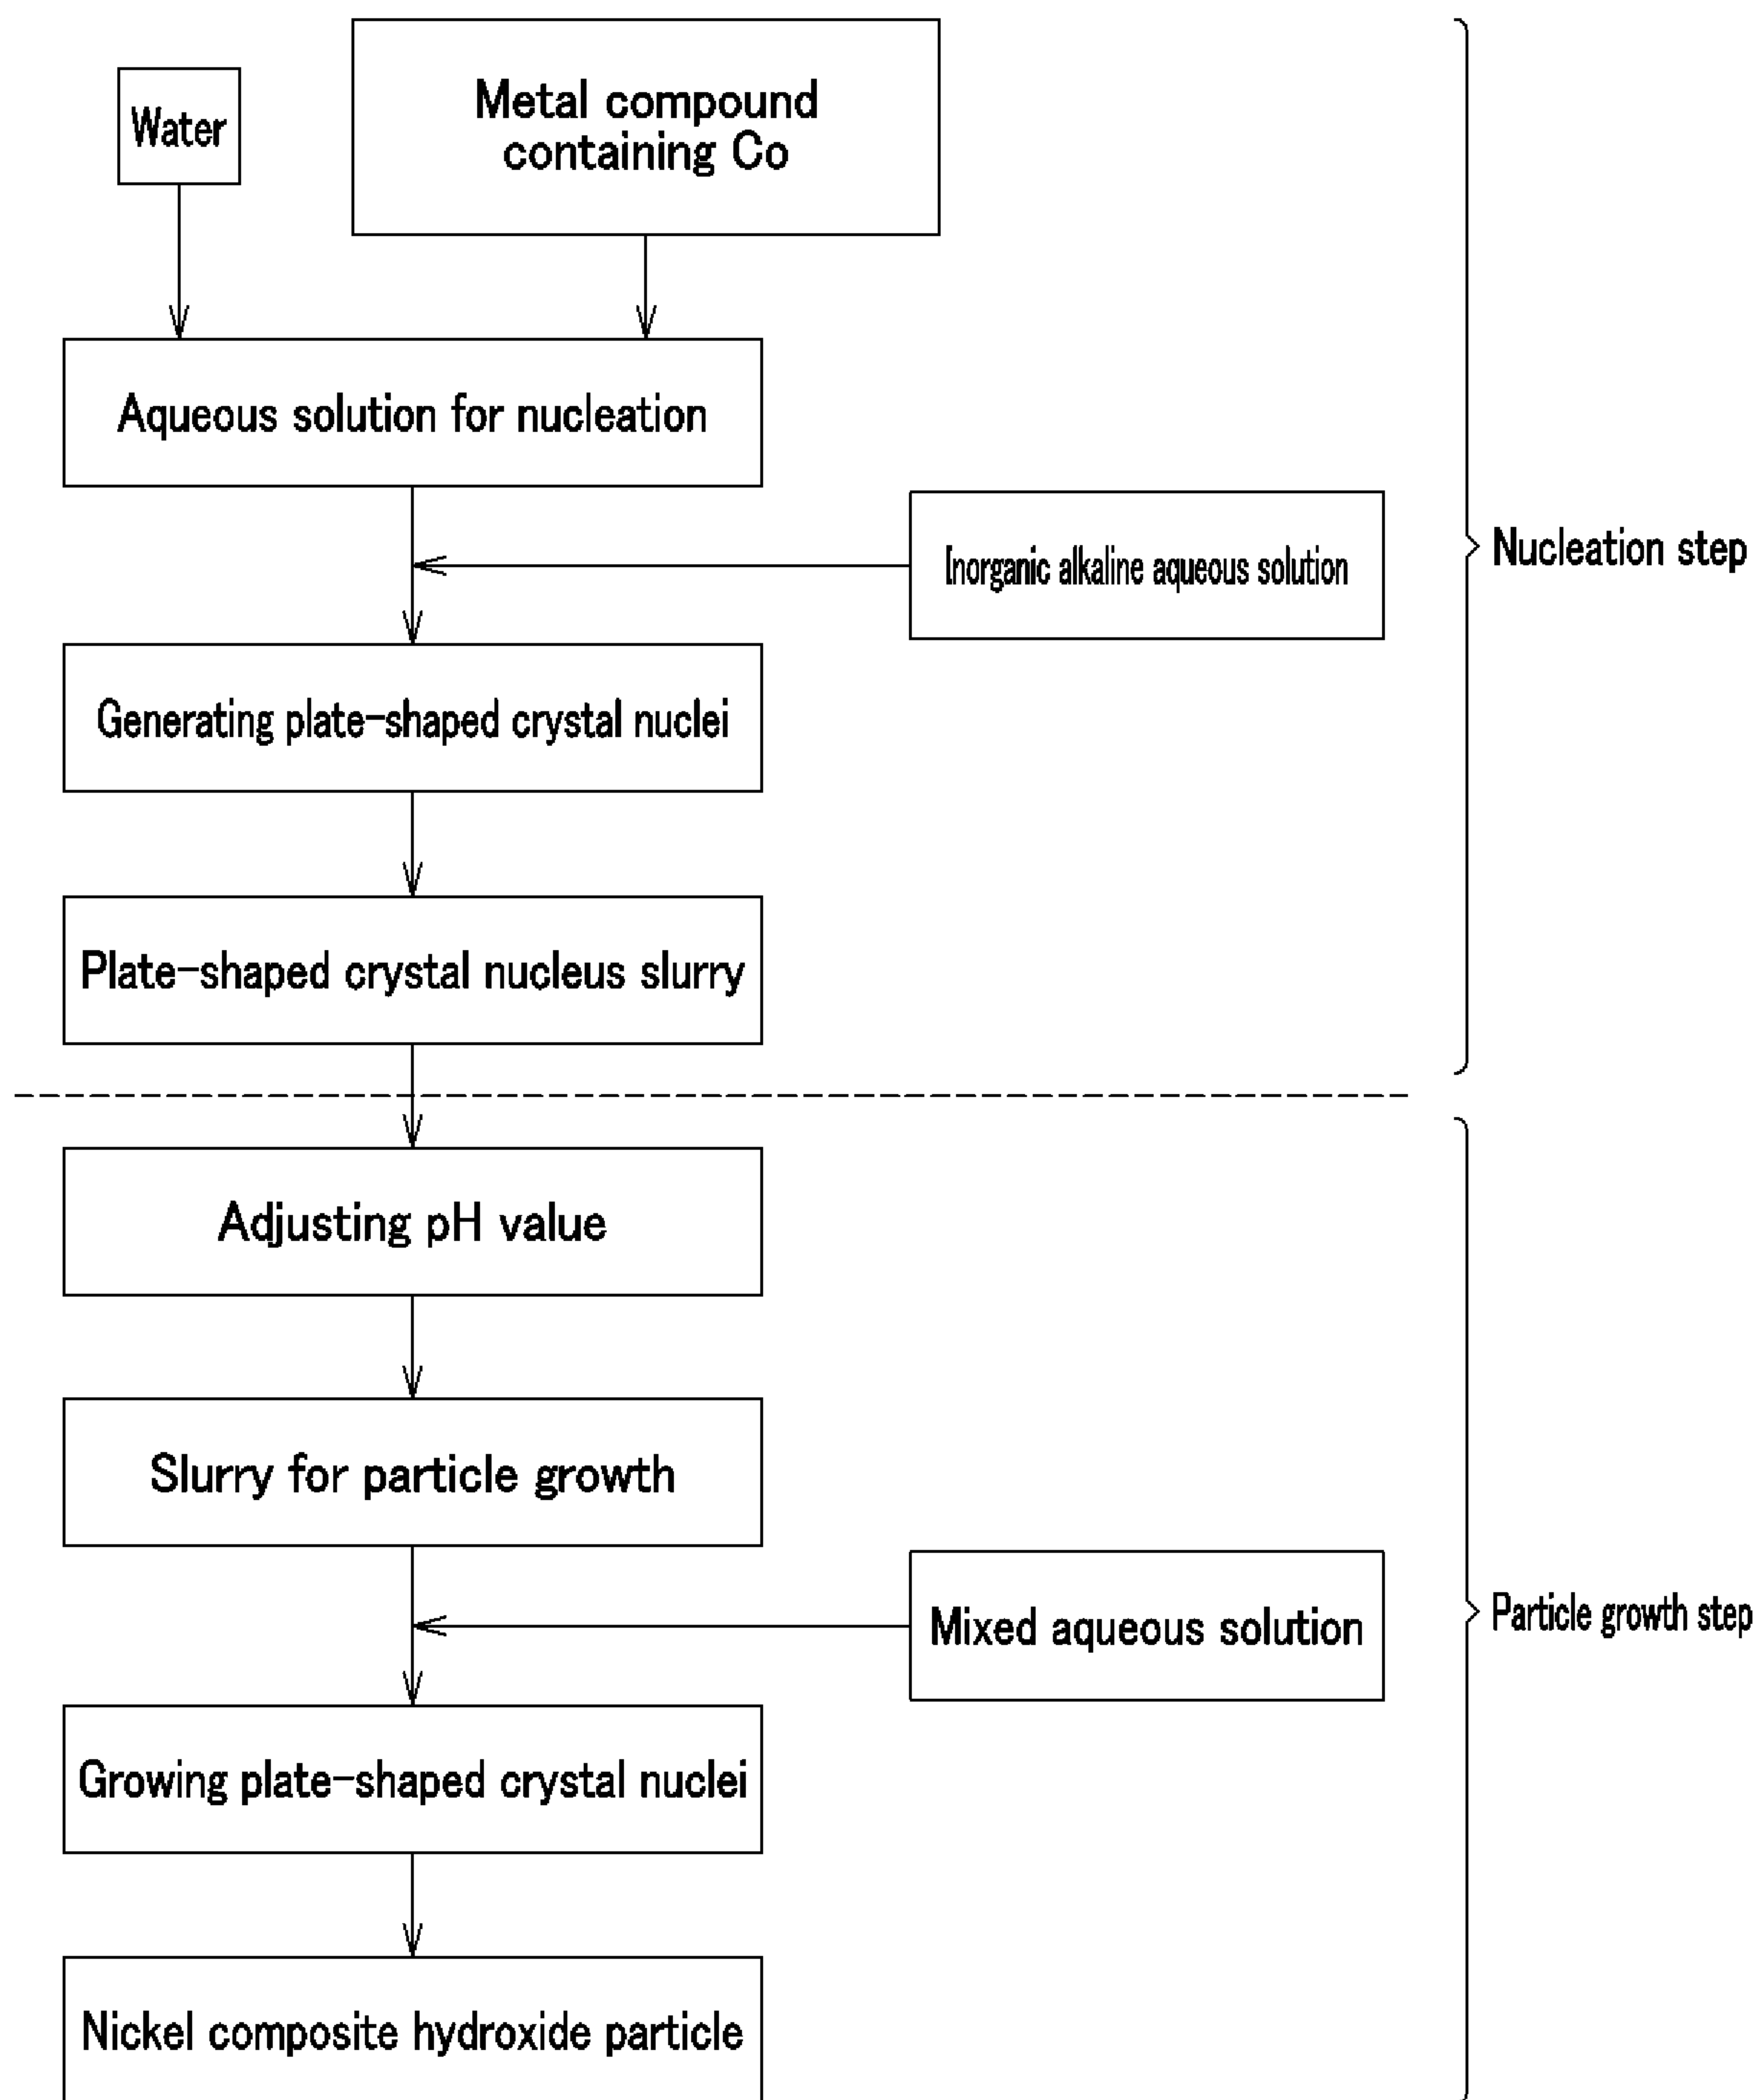 Water
Metal compound
containing Co
Aqueous solution for nucleation
Inorganic alkaline aqueous solution
Nucleation step
Generating plate-shaped crystal nuclei
Plate-shaped crystal nucleus slurry
Adjusting pH value
Slurry for particle growth
Mixed aqueous solution
Particle growth step
Growing plate-shaped crystal nuclei
Nickel composite hydroxide particle